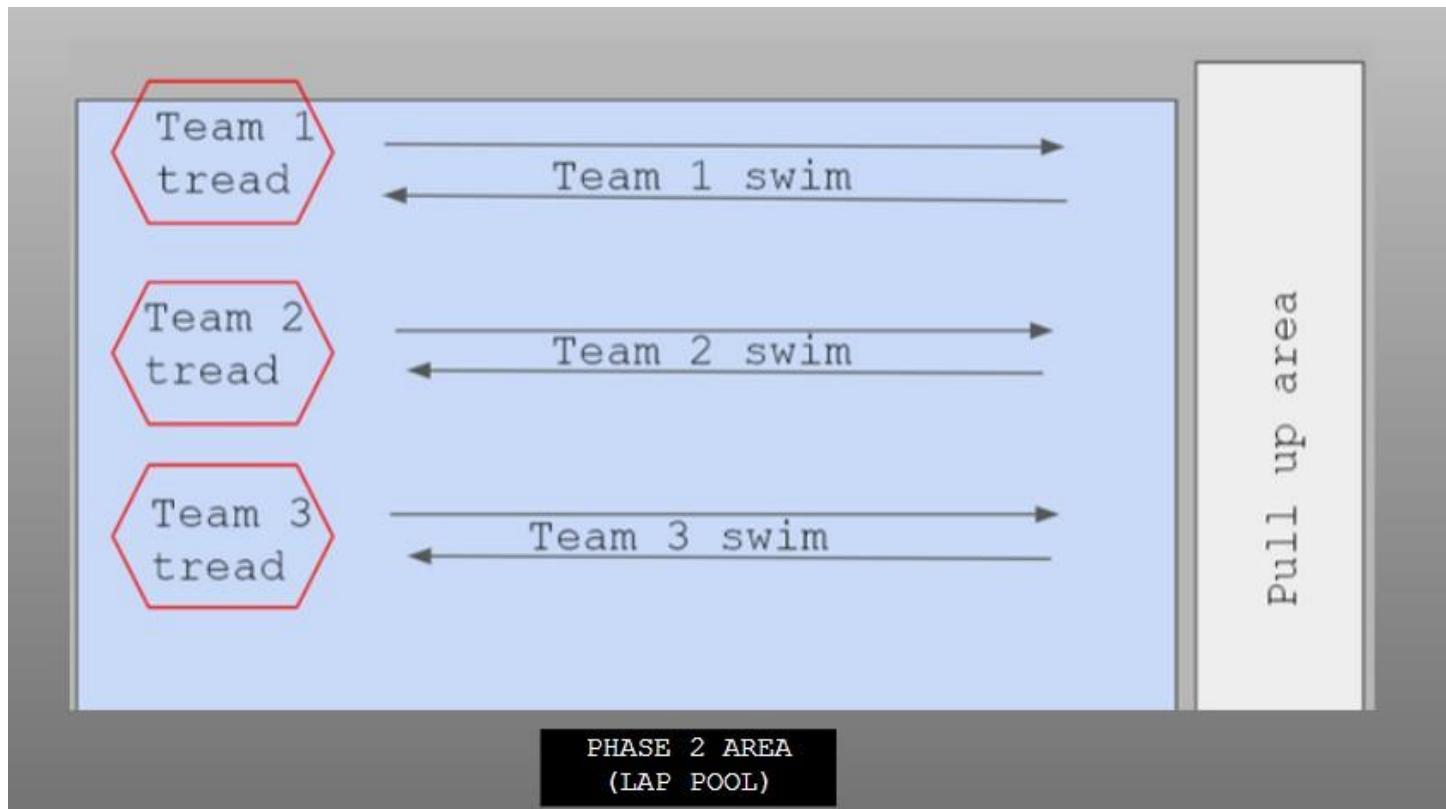 Team 1
tread
Team 1 swim
Team 2
tread
Team 2 swim
Team 3
tread
Team 3 swim
Pull up area
PHASE 2 AREA
(LAP POOL)